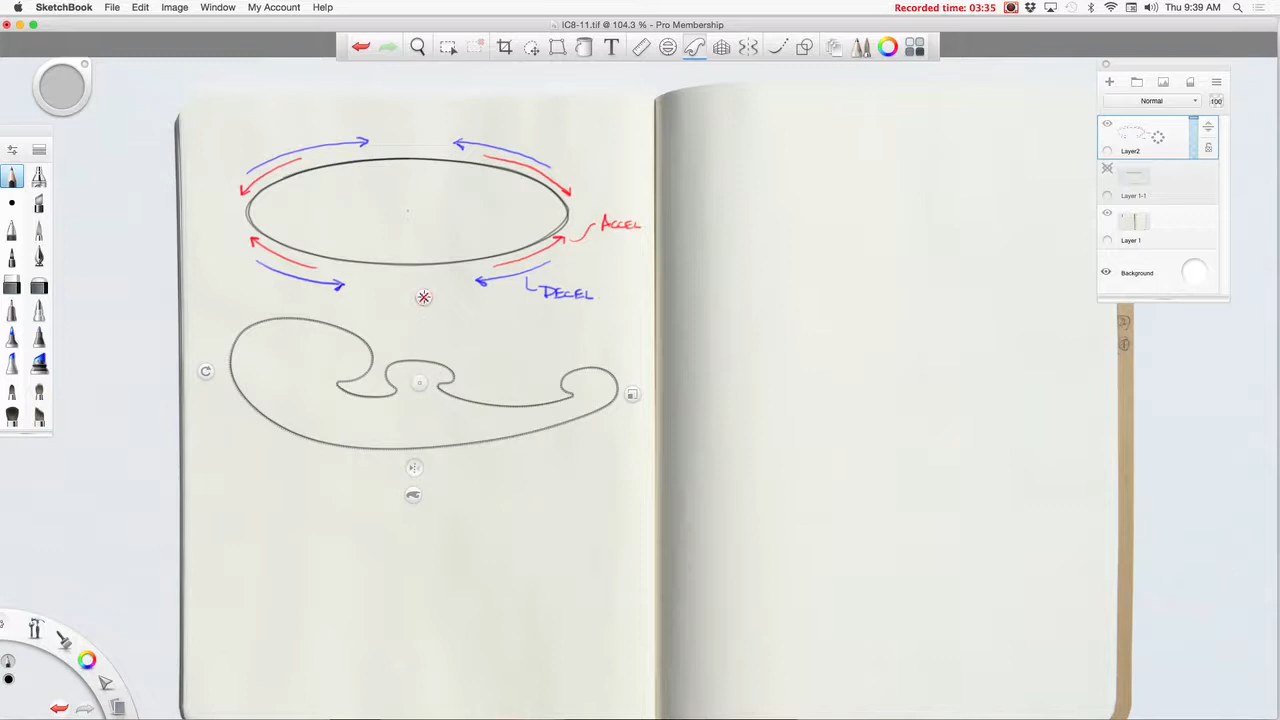 SketchBook File Edit Image Window My Account Help
Recorded time: 03:35
Thu 9:39 AM
IC8-11.tif @ 104.3 % - Pro Membership
T
Normal
100
Layer2
Layer 1-1
Layer 1
Background
ACCEL
DECEL